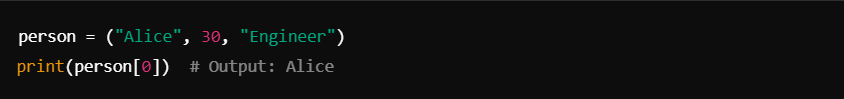 person = ("Alice", 30, "Engineer")
print(person[0])  # Output: Alice